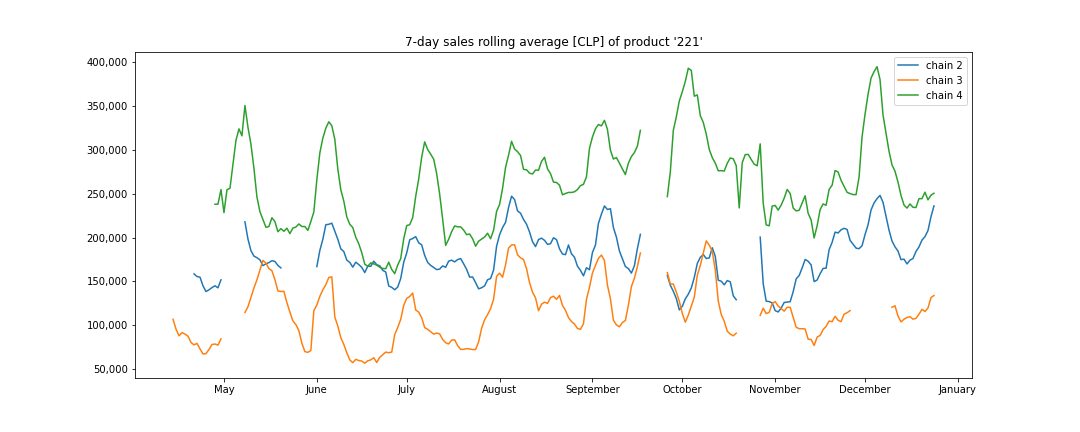 7-day sales rolling average [CLP] of product '221'
400,000
350,000
300,000
250,000
200,000
150,000
100,000
50,000
chain 2
chain 3
chain 4
May June July August September October November December January